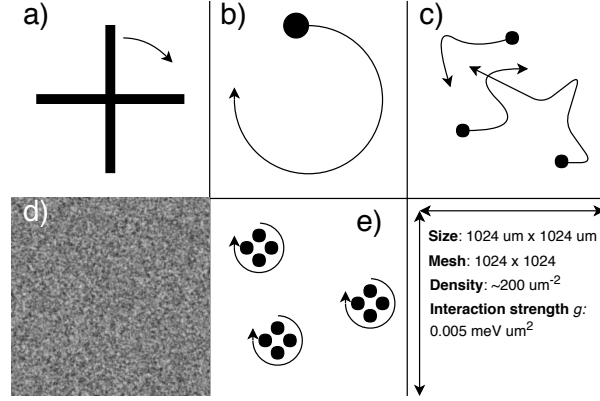 a)
b)
c)
d)
e)
Size: 1024 um x 1024 um
Mesh: 1024 x 1024
Density: ~200 um⁻²
Interaction strength g:
0.005 meV um²